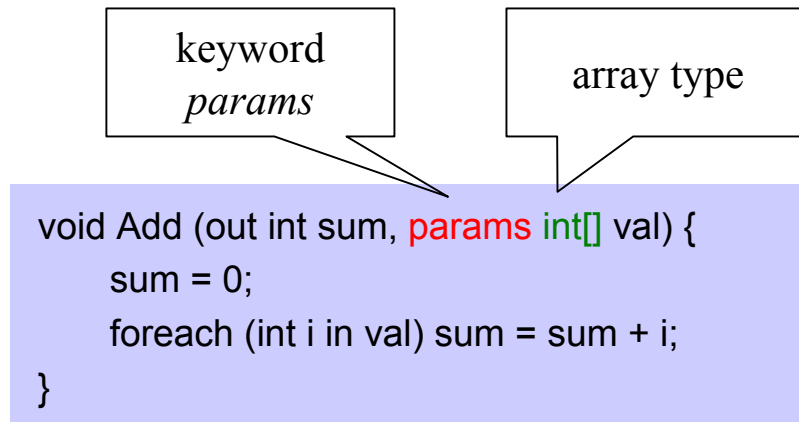 keyword
params
array type
void Add (out int sum, params int[] val) {
sum = 0;
foreach (int i in val) sum = sum + i;
}